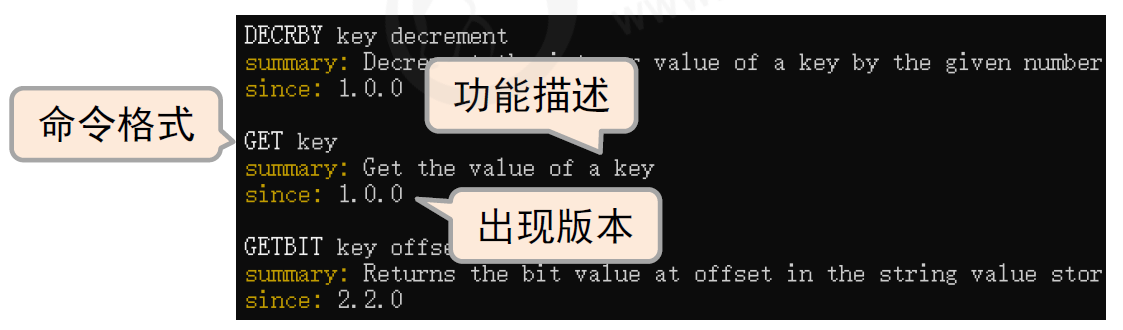 DECRBY key decrement
summary: Decre value of a key by the given number
since: 1.0.0
功能描述
命令格式
GET key
summary: Get the value of a key
since: 1.0.0
出现版本
GETBIT key offs
summary: Returns the bit value at offset in the string value stor
since: 2.2.0